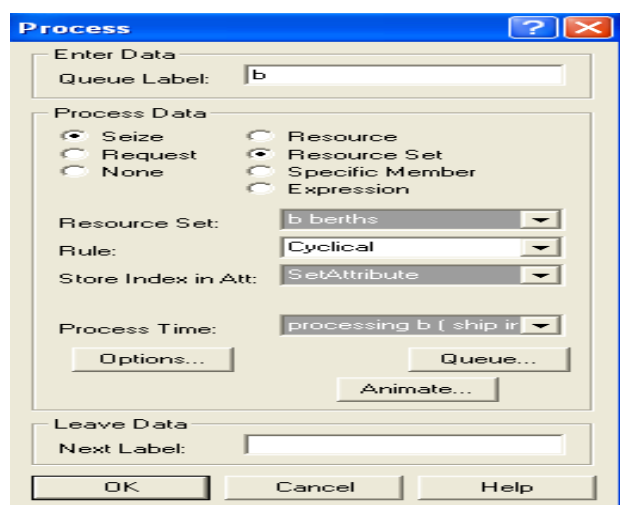 Process
Enter Data
Queue Label: b
Process Data
Seize Resource
Request Resource Set
None Specific Member
Expression
Resource Set: b berths
Rule: Cyclical
Store Index in Att: SetAttribute
Process Time: processing b ( ship ir
Options... Queue...
Animate...
Leave Data
Next Label:
OK Cancel Help